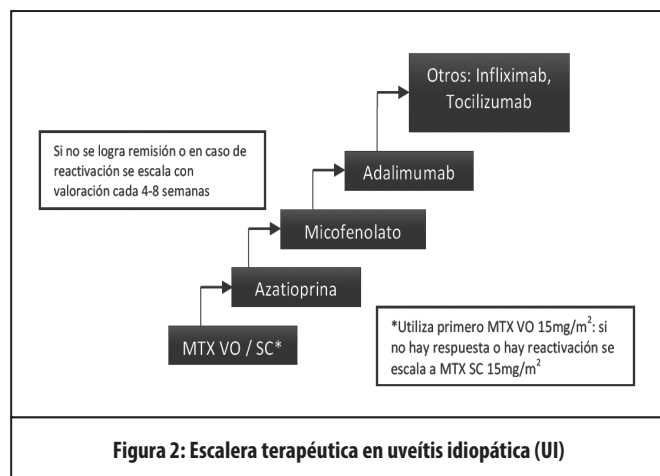 Otros: Infliximab,
Tocilizumab
Si no se logra remisión o en caso de
reactivación se escala con
valoración cada 4-8 semanas
Adalimumab
Micofenolato
Azatioprina
MTX VO / SC*
*Utiliza primero MTX VO 15mg/m²: si
no hay respuesta o hay reactivación se
escala a MTX SC 15mg/m²
Figura 2: Escalera terapéutica en uveítis idiopática (UI)